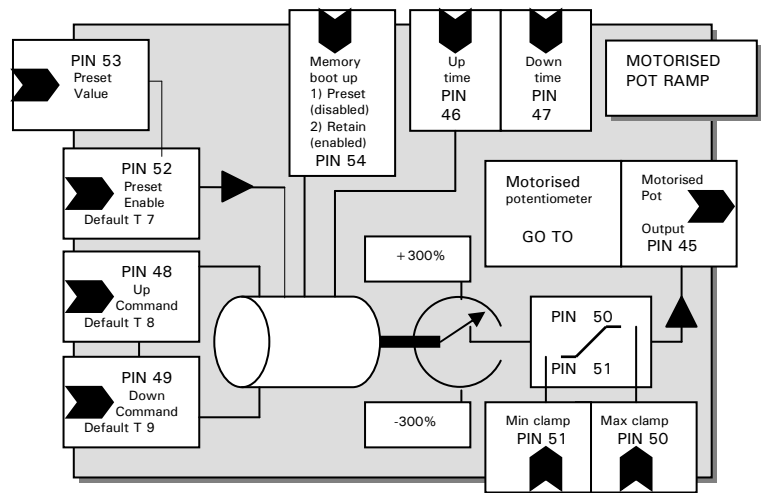 PIN 53
Preset
Value
Memory
boot up
1) Preset
(disabled)
2) Retain
(enabled)
PIN 54
Up
time
PIN
46
Down
time
PIN
47
MOTORISED
POT RAMP
PIN 52
Preset
Enable
Default T 7
Motorised
potentiometer
GO TO
Motorised
Pot
Output
PIN 45
PIN 48
Up
Command
Default T 8
+300%
PIN 50
PIN 51
PIN 49
Down
Command
Default T 9
-300%
Min clamp
PIN 51
Max clamp
PIN 50